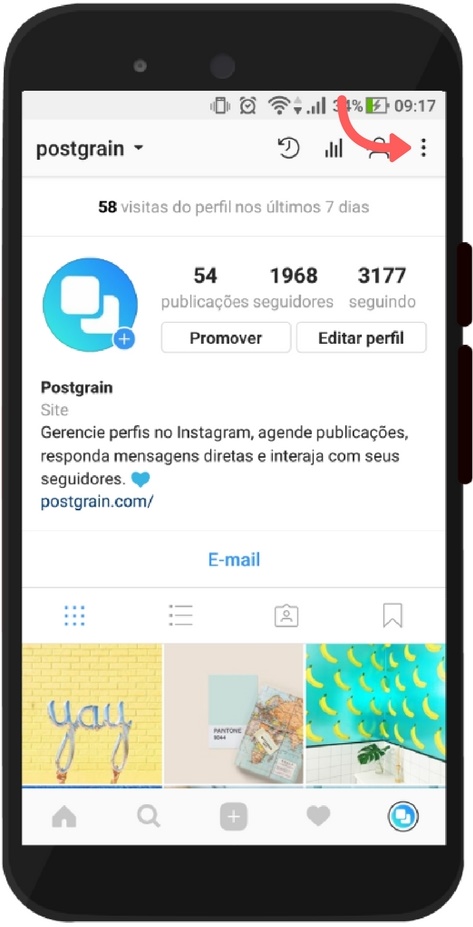 34% 09:17
postgrain
58 visitas do perfil nos últimos 7 dias
54 1968 3177
publicações seguidores seguindo
Promover Editar perfil
Postgrain
Site
Gerencie perfis no Instagram, agende publicações,
responda mensagens diretas e interaja com seus
seguidores.
postgrain.com/
E-mail
yay
PANTONE
9044